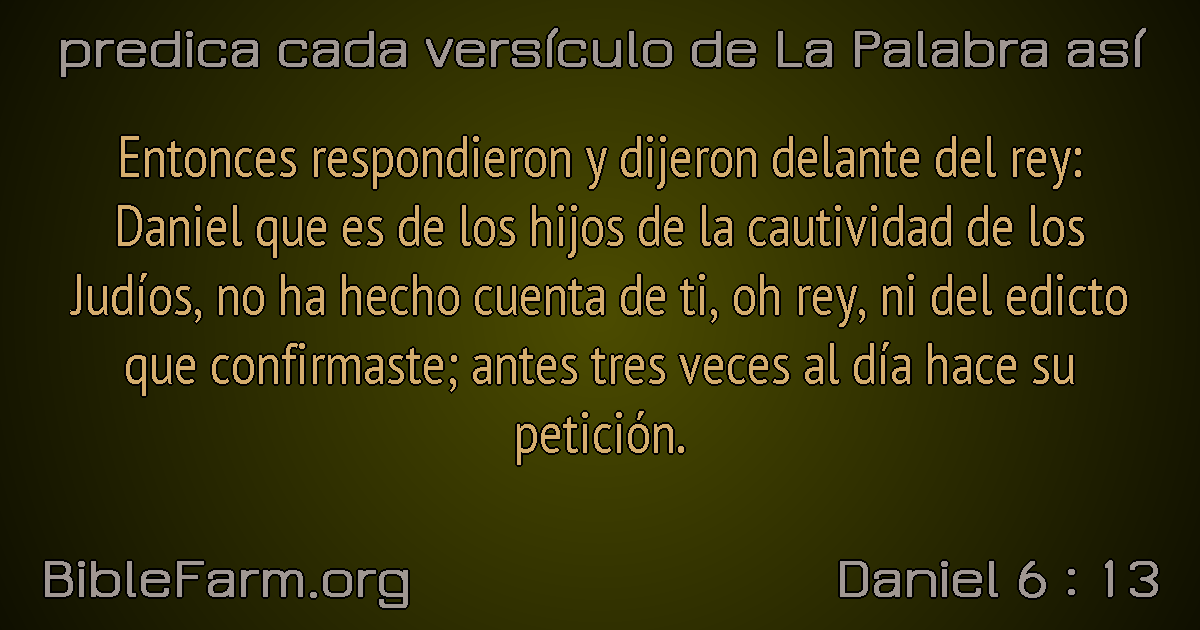 predica cada versículo de La Palabra así
Entonces respondieron y dijeron delante del rey:
Daniel que es de los hijos de la cautividad de los
Judíos, no ha hecho cuenta de ti, oh rey, ni del edicto
que confirmaste; antes tres veces al día hace su
petición.
BibleFarm.org
Daniel 6 : 13